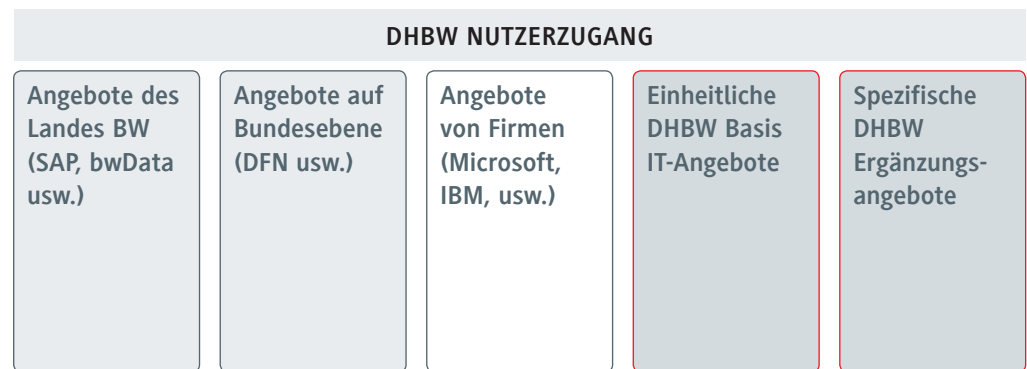 DHBW NUTZERZUGANG
Angebote des
Landes BW
(SAP, bwData
usw.)
Angebote auf
Bundesebene
(DFN usw.)
Angebote
von Firmen
(Microsoft,
IBM, usw.)
Einheitliche
DHBW Basis
IT-Angebote
Spezifische
DHBW
Ergänzungs-
angebote